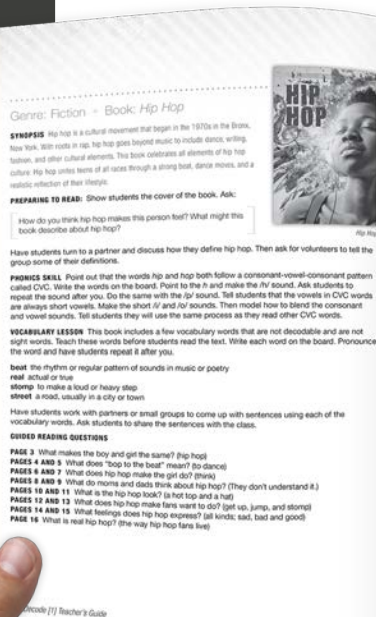 Genre: Fiction • Book: Hip Hop
HIP
HOP
SYNOPSIS Hip hop is a cultural movement that began in the 1970s in the Bronx,
New York. With roots in rap, hip hop goes beyond music to include dance, writing,
fashion, and other cultural elements. This book celebrates all elements of hip hop
culture. Hip hop unites teens of all races through a strong beat, dance moves, and a
realistic reflection of their lifestyle.
PREPARING TO READ: Show students the cover of the book. Ask:
How do you think hip hop makes this person feel? What might this
book describe about hip hop?
Hip Hop
Have students turn to a partner and discuss how they define hip hop. Then ask for volunteers to tell the
group some of their definitions.
PHONICS SKILL Point out that the words hip and hop both follow a consonant-vowel-consonant pattern
called CVC. Write the words on the board. Point to the h and make the /h/ sound. Ask students to
repeat the sound after you. Do the same with the /p/ sound. Tell students that the vowels in CVC words
are always short vowels. Make the short /i/ and /o/ sounds. Then model how to blend the consonant
and vowel sounds. Tell students they will use the same process as they read other CVC words.
VOCABULARY LESSON This book includes a few vocabulary words that are not decodable and are not
sight words. Teach these words before students read the text. Write each word on the board. Pronounce
the word and have students repeat it after you.
beat the rhythm or regular pattern of sounds in music or poetry
real actual or true
stomp to make a loud or heavy step
street a road, usually in a city or town
Have students work with partners or small groups to come up with sentences using each of the
vocabulary words. Ask students to share the sentences with the class.
GUIDED READING QUESTIONS
PAGE 3 What makes the boy and girl the same? (hip hop)
PAGES 4 AND 5 What does "bop to the beat" mean? (to dance)
PAGES 6 AND 7 What does hip hop make the girl do? (think)
PAGES 8 AND 9 What do moms and dads think about hip hop? (They don't understand it.)
PAGES 10 AND 11 What is the hip hop look? (a hot top and a hat)
PAGES 12 AND 13 What does hip hop make fans want to do? (get up, jump, and stomp)
PAGES 14 AND 15 What feelings does hip hop express? (all kinds; sad, bad and good)
PAGE 16 What is real hip hop? (the way hip hop fans live)
Decode [1] Teacher's Guide